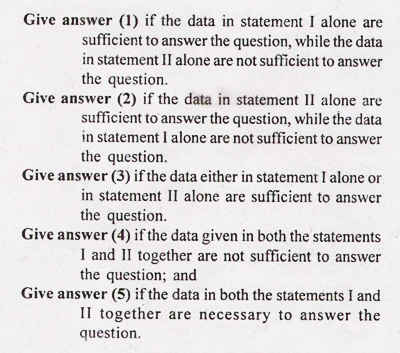 Give answer (1) if the data in statement I alone are
sufficient to answer the question, while the data
in statement II alone are not sufficient to answer
the question.
Give answer (2) if the data in statement II alone are
sufficient to answer the question, while the data
in statement I alone are not sufficient to answer
the question.
Give answer (3) if the data either in statement I alone or
in statement II alone are sufficient to answer
the question.
Give answer (4) if the data given in both the statements
I and II together are not sufficient to answer
the question; and
Give answer (5) if the data in both the statements I and
II together are necessary to answer the
question.